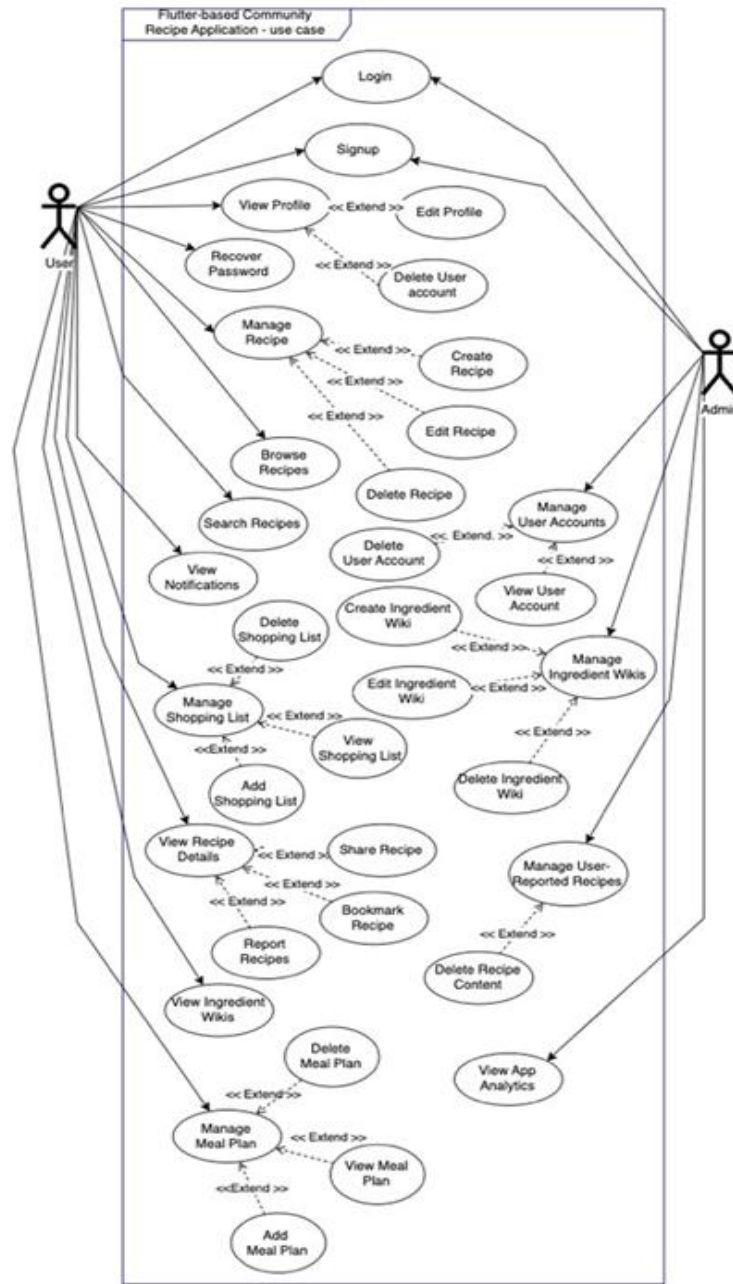 Flutter-based Community
Recipe Application - use case
Login
Signup
View Profile
<< Extend >>
Edit Profile
User
Recover
Password
<< Extend >>
Delete User
account
Manage
Recipe
<< Extend >>
Create
Recipe
Admin
<< Extend >>
<< Extend >>
Edit Recipe
Browse
Recipes
Delete Recipe
Search Recipes
Manage
User Accounts
<< Extend. >>
Delete
User Account
View
Notifications
<< Extend >>
View User
Account
Create Ingredient
Wiki
Delete
Shopping List
<< Extend >>
Manage
Ingredient Wikis
<< Extend >>
Edit Ingredient
Wiki
<< Extend >>
Manage
Shopping List
<< Extend >>
<< Extend >>
View
Shopping List
<<Extend >>
Delete Ingredient
Wiki
Add
Shopping List
View Recipe
Details
<< Extend >>
Share Recipe
Manage User-
Reported Recipes
<< Extend >>
Bookmark
Recipe
<< Extend >>
<< Extend >>
Report
Recipes
Delete Recipe
Content
View Ingredient
Wikis
Delete
Meal Plan
View App
Analytics
<< Extend >>
Manage
Meal Plan
<< Extend >>
View Meal
Plan
<<Extend >>
Add
Meal Plan